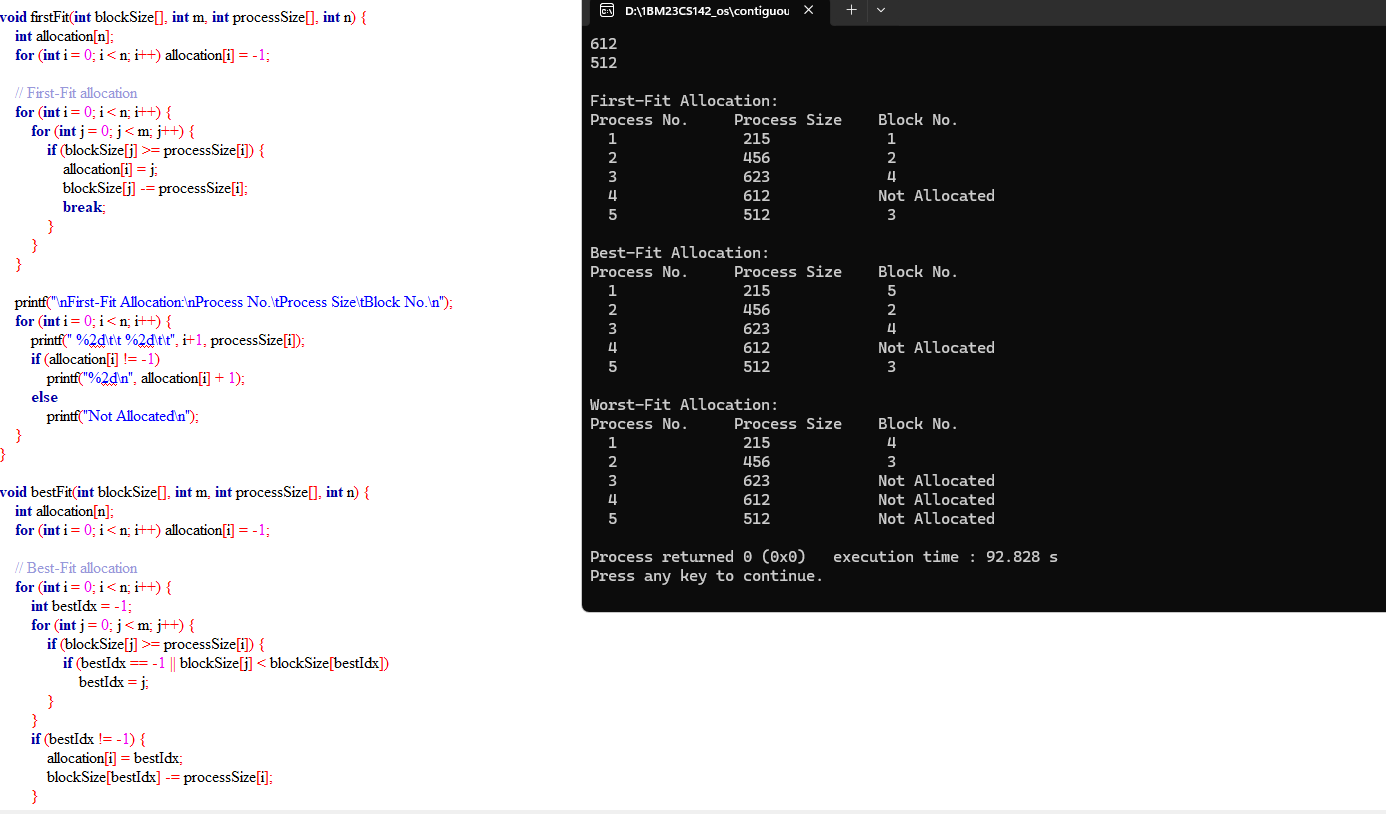 void firstFit(int blockSize[], int m, int processSize[], int n) {
int allocation[n];
for (int i = 0; i < n; i++) allocation[i] = -1;
// First-Fit allocation
for (int i = 0; i < n; i++) {
for (int j = 0; j < m; j++) {
if (blockSize[j] >= processSize[i]) {
allocation[i] = j;
blockSize[j] -= processSize[i];
break;
}
}
}
printf("\nFirst-Fit Allocation:\nProcess No.\tProcess Size\tBlock No.\n");
for (int i = 0; i < n; i++) {
printf(" %2d\t\t %2d\t\t", i+1, processSize[i]);
if (allocation[i] != -1)
printf("%2d\n", allocation[i] + 1);
else
printf("Not Allocated\n");
}
}
void bestFit(int blockSize[], int m, int processSize[], int n) {
int allocation[n];
for (int i = 0; i < n; i++) allocation[i] = -1;
// Best-Fit allocation
for (int i = 0; i < n; i++) {
int bestIdx = -1;
for (int j = 0; j < m; j++) {
if (blockSize[j] >= processSize[i]) {
if (bestIdx == -1 || blockSize[j] < blockSize[bestIdx])
bestIdx = j;
}
}
if (bestIdx != -1) {
allocation[i] = bestIdx;
blockSize[bestIdx] -= processSize[i];
}
D:\1BM23CS142_os\contiguou
612
512
First-Fit Allocation:
Process No. Process Size Block No.
1 215 1
2 456 2
3 623 4
4 612 Not Allocated
5 512 3
Best-Fit Allocation:
Process No. Process Size Block No.
1 215 5
2 456 2
3 623 4
4 612 Not Allocated
5 512 3
Worst-Fit Allocation:
Process No. Process Size Block No.
1 215 4
2 456 3
3 623 Not Allocated
4 612 Not Allocated
5 512 Not Allocated
Process returned 0 (0x0) execution time : 92.828 s
Press any key to continue.